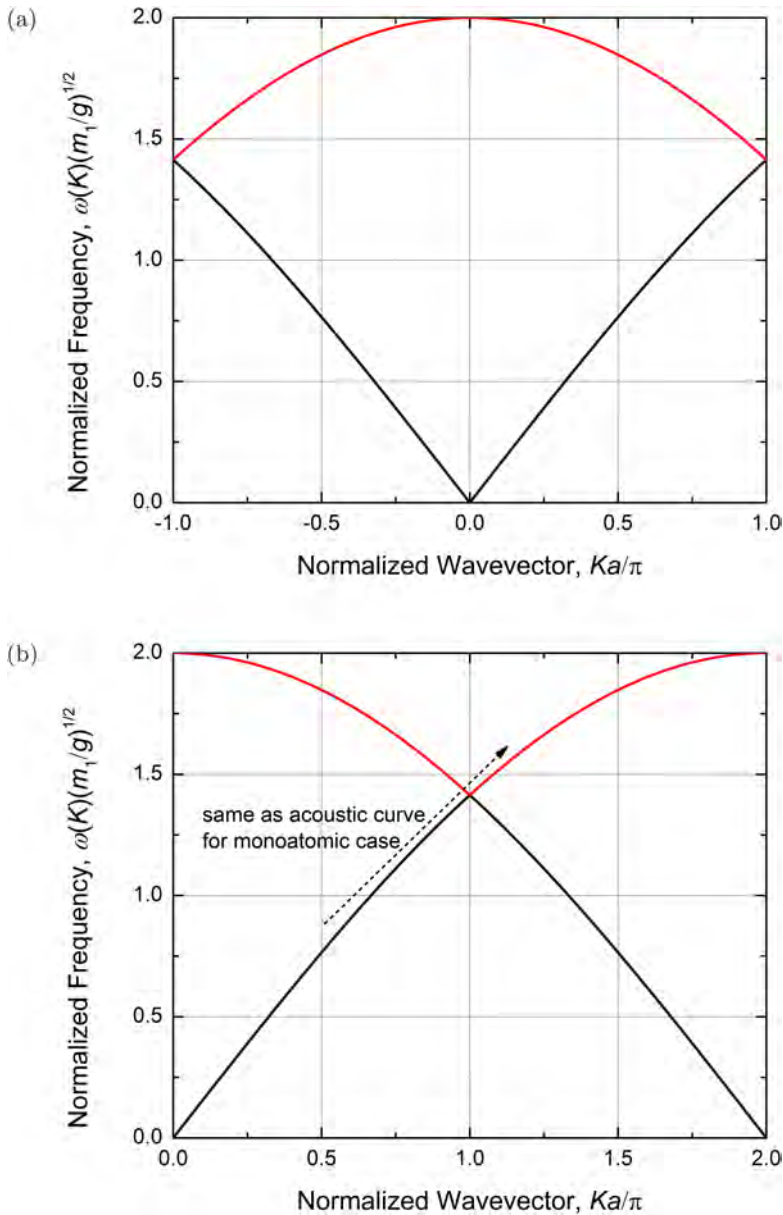 (a)
2.0
1.5
1.0
0.5
0.0
-1.0 -0.5 0.0 0.5 1.0
Normalized Frequency, ω(K)(m₁/g)^1/2
Normalized Wavevector, Ka/π
(b)
2.0
1.5
1.0
0.5
0.0
same as acoustic curve
for monoatomic case
0.0 0.5 1.0 1.5 2.0
Normalized Frequency, ω(K)(m₁/g)^1/2
Normalized Wavevector, Ka/π